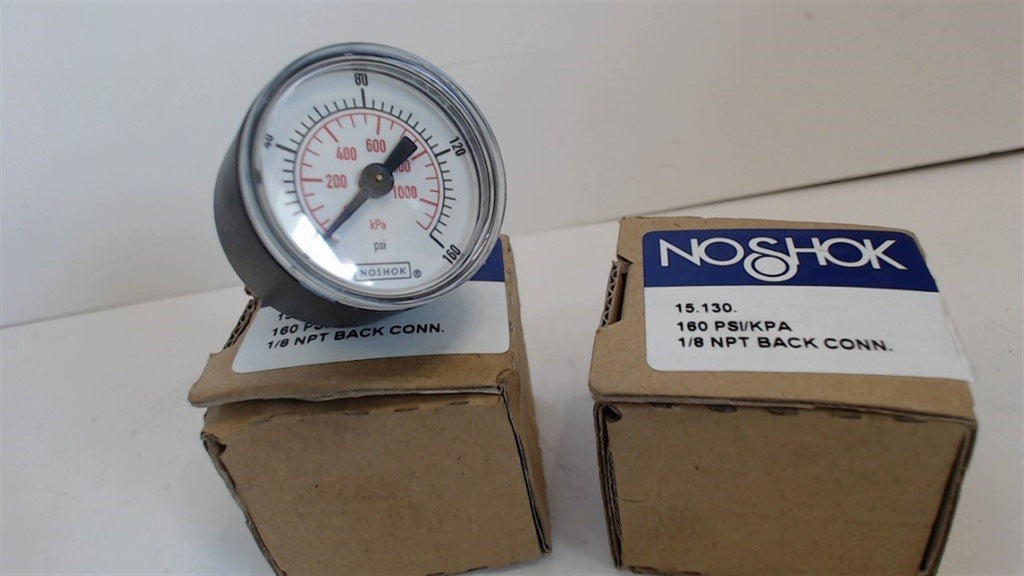 80
40
120
600
400
200
1000
kPa
psi
160
NOSHOK®
160
1/8 NPT BACK CONN.
NOSHOK
15.130.
160 PSI/KPA
1/8 NPT BACK CONN.